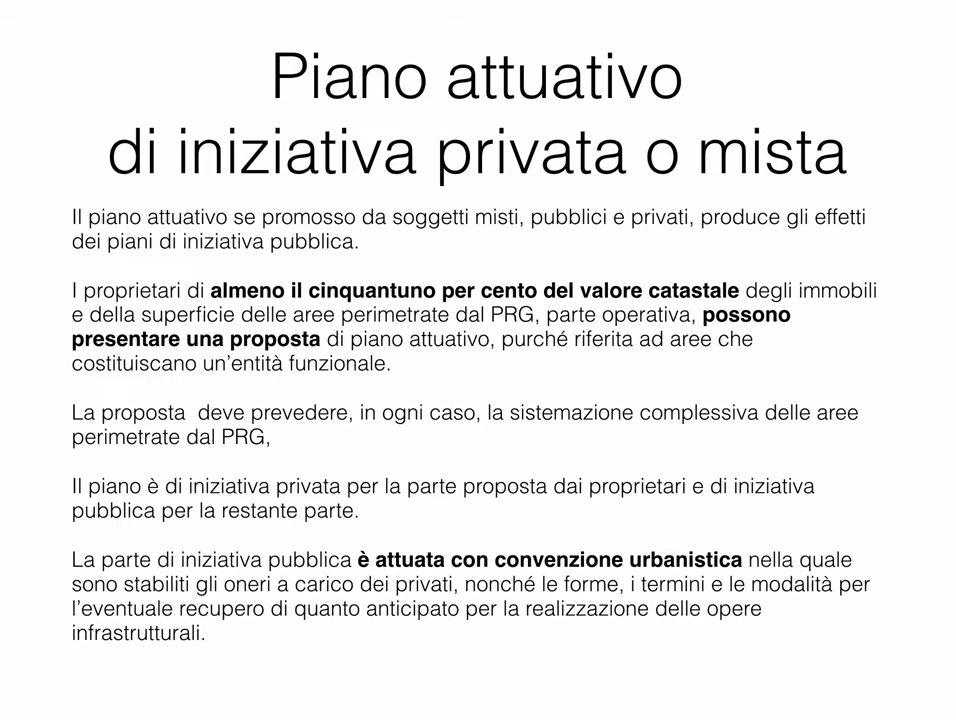 Piano attuativo
di iniziativa privata o mista
Il piano attuativo se promosso da soggetti misti, pubblici e privati, produce gli effetti
dei piani di iniziativa pubblica.
I proprietari di almeno il cinquantuno per cento del valore catastale degli immobili
e della superficie delle aree perimetrate dal PRG, parte operativa, possono
presentare una proposta di piano attuativo, purché riferita ad aree che
costituiscano un'entità funzionale.
La proposta  deve prevedere, in ogni caso, la sistemazione complessiva delle aree
perimetrate dal PRG,
Il piano è di iniziativa privata per la parte proposta dai proprietari e di iniziativa
pubblica per la restante parte.
La parte di iniziativa pubblica è attuata con convenzione urbanistica nella quale
sono stabiliti gli oneri a carico dei privati, nonché le forme, i termini e le modalità per
l'eventuale recupero di quanto anticipato per la realizzazione delle opere
infrastrutturali.